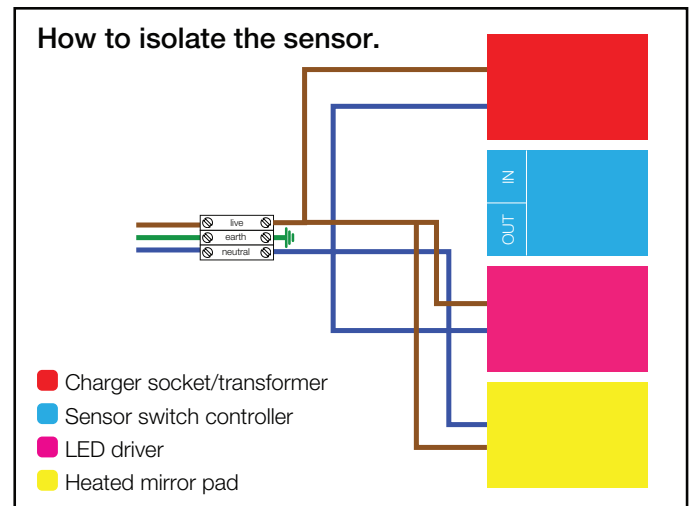 How to isolate the sensor.
IN
OUT
live
earth
neutral
Charger socket/transformer
Sensor switch controller
LED driver
Heated mirror pad